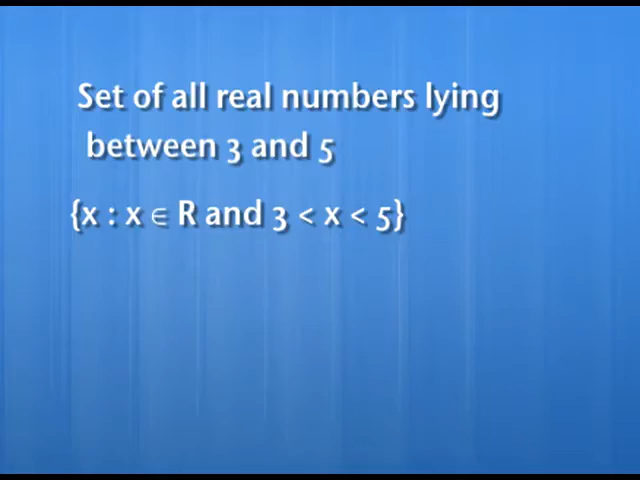 Set of all real numbers lying
between 3 and 5
{x : x ∈ R and 3 < x < 5}